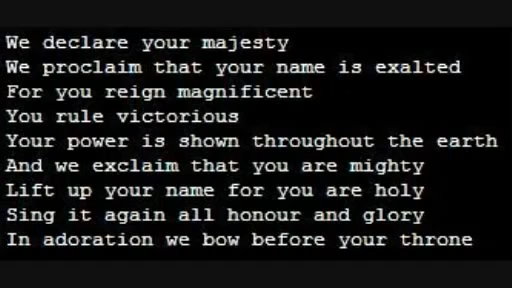 We declare your majesty
We proclaim that your name is exalted
For you reign magnificent
You rule victorious
Your power is shown throughout the earth
And we exclaim that you are mighty
Lift up your name for you are holy
Sing it again all honour and glory
In adoration we bow before your throne